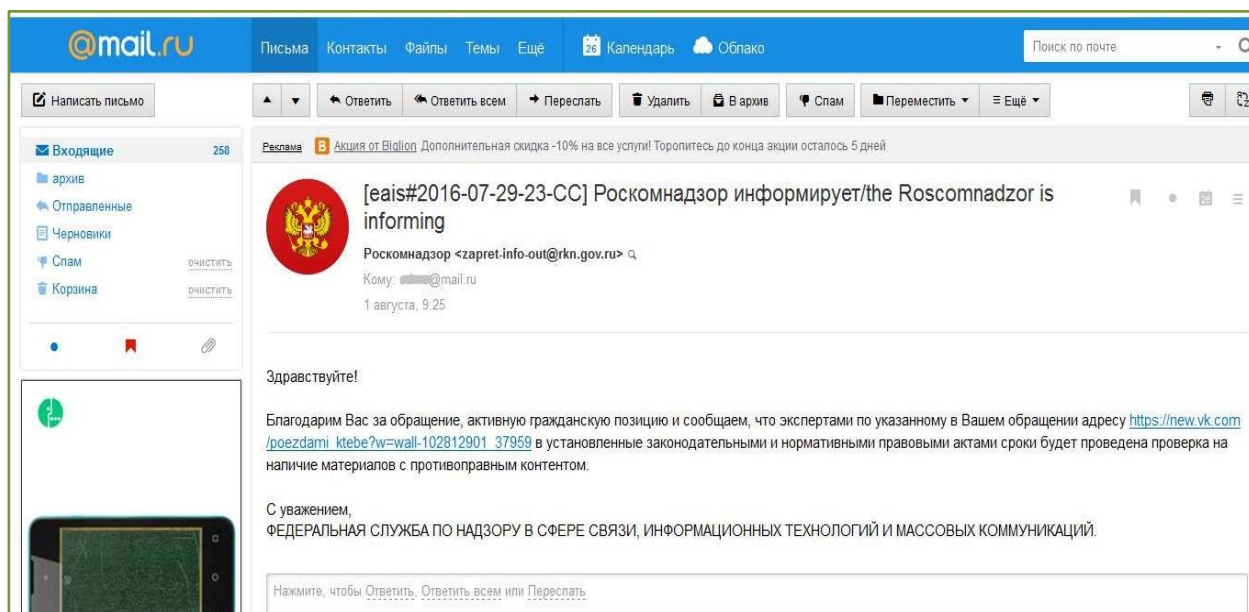 @mail.ru
Письма Контакты Файлы Темы Ещё 26 Календарь Облако
Поиск по почте
Написать письмо
Ответить Ответить всем Переслать Удалить В архив Спам Переместить Ещё
Входящие 258
архив
Отправленные
Черновики
Спам очистить
Корзина очистить
Реклама B Акция от Biglion Дополнительная скидка -10% на все услуги! Торопитесь до конца акции осталось 5 дней
[eais#2016-07-29-23-CC] Роскомнадзор информирует/the Roscomnadzor is
informing
Роскомнадзор <zapret-info-out@rkn.gov.ru>
Кому: @mail.ru
1 августа, 9:25
Здравствуйте!
Благодарим Вас за обращение, активную гражданскую позицию и сообщаем, что экспертами по указанному в Вашем обращении адресу https://new.vk.com
/poezdami_ktebe?w=wall-102812901_37959 в установленные законодательными и нормативными правовыми актами сроки будет проведена проверка на
наличие материалов с противоправным контентом.
С уважением,
ФЕДЕРАЛЬНАЯ СЛУЖБА ПО НАДЗОРУ В СФЕРЕ СВЯЗИ, ИНФОРМАЦИОННЫХ ТЕХНОЛОГИЙ И МАССОВЫХ КОММУНИКАЦИЙ.
Нажмите, чтобы Ответить, Ответить всем или Переслать